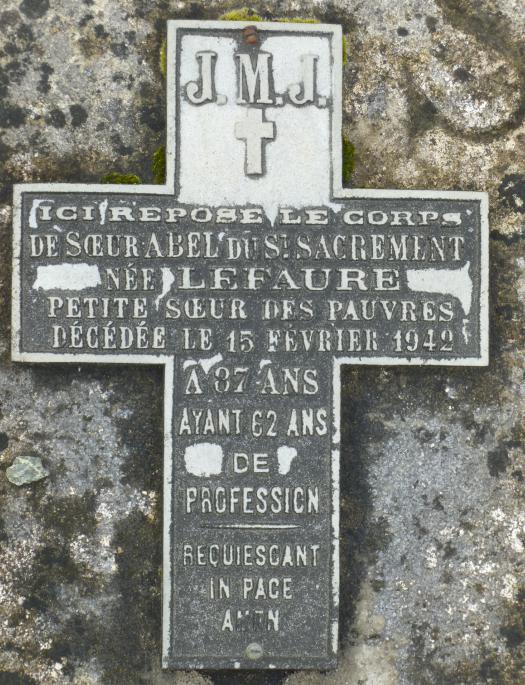 J. M. J.
ICI REPOSE LE CORPS
DE SŒUR ABEL DU ST. SACREMENT
NÉE LEFAURE
PETITE SŒUR DES PAUVRES
DÉCÉDÉE LE 15 FÉVRIER 1942
A 87 ANS
AYANT 62 ANS
DE
PROFESSION
REQUIESCANT
IN PACE
AMEN